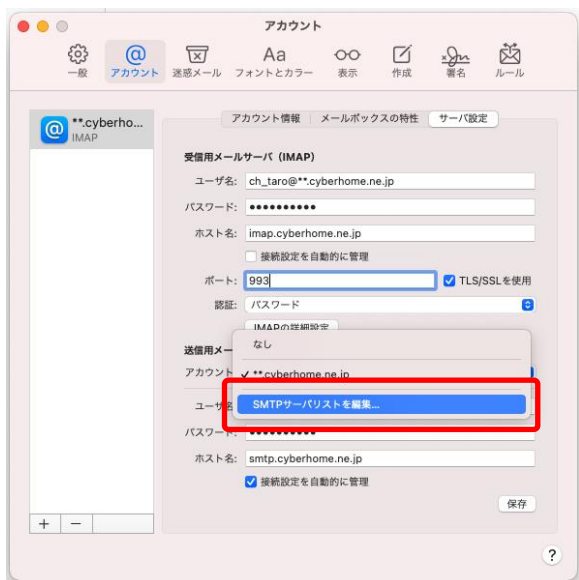 アカウント
一般 アカウント 迷惑メール フォントとカラー 表示 作成 署名 ルール
アカウント情報 メールボックスの特性 サーバ設定
**.cyberho...
IMAP
受信用メールサーバ (IMAP)
ユーザ名: ch_taro@**.cyberhome.ne.jp
パスワード: ●●●●●●●●●●
ホスト名: imap.cyberhome.ne.jp
接続設定を自動的に管理
ポート: 993 TLS/SSLを使用
認証: パスワード
IMAPの詳細設定
なし
送信用メー
アカウント ✓ **.cyberhome.ne.jp
SMTPサーバリストを編集...
ユーザ名
パスワード: ●●●●●●●●●●
ホスト名: smtp.cyberhome.ne.jp
接続設定を自動的に管理
保存
+ − ?